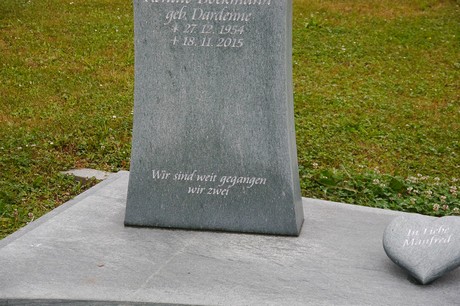 geb. Dardenne
* 27. 12. 1954
† 18. 11. 2015
Wir sind weit gegangen
wir zwei
In Liebe
Manfred